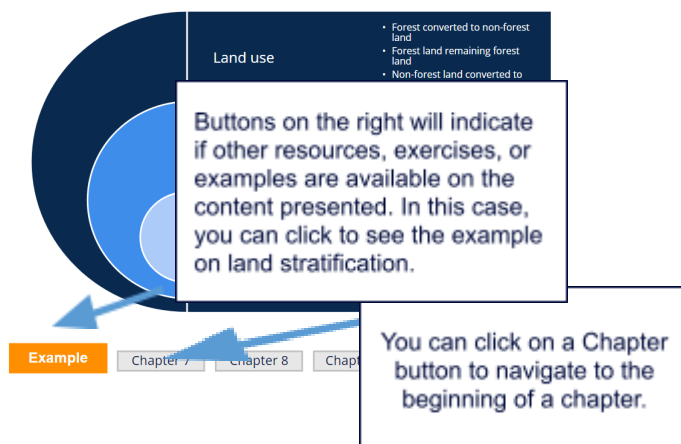 Land use
• Forest converted to non-forest
land
• Forest land remaining forest
land
• Non-forest land converted to
Buttons on the right will indicate
if other resources, exercises, or
examples are available on the
content presented. In this case,
you can click to see the example
on land stratification.
Example
Chapter 7
Chapter 8
Chapt
You can click on a Chapter
button to navigate to the
beginning of a chapter.